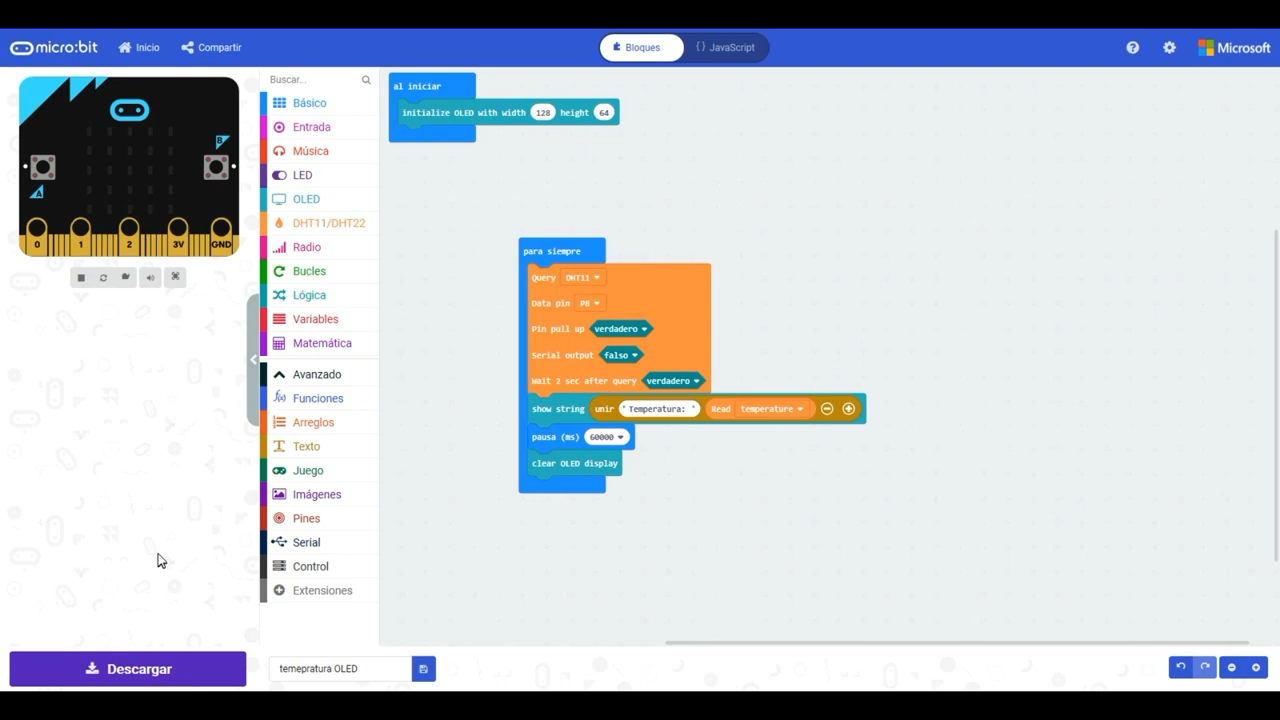 micro:bit Inicio Compartir Bloques {} JavaScript Microsoft
Buscar...
Básico
Entrada
Música
LED
OLED
DHT11/DHT22
Radio
Bucles
Lógica
Variables
Matemática
Avanzado
Funciones
Arreglos
Texto
Juego
Imágenes
Pines
Serial
Control
Extensiones
B
A
0 1 2 3V GND
al iniciar
initialize OLED with width 128 height 64
para siempre
Query DHT11
Data pin P8
Pin pull up verdadero
Serial output falso
Wait 2 sec after query verdadero
show string unir "Temperatura: " Read temperature
pausa (ms) 60000
clear OLED display
Descargar
temepratura OLED